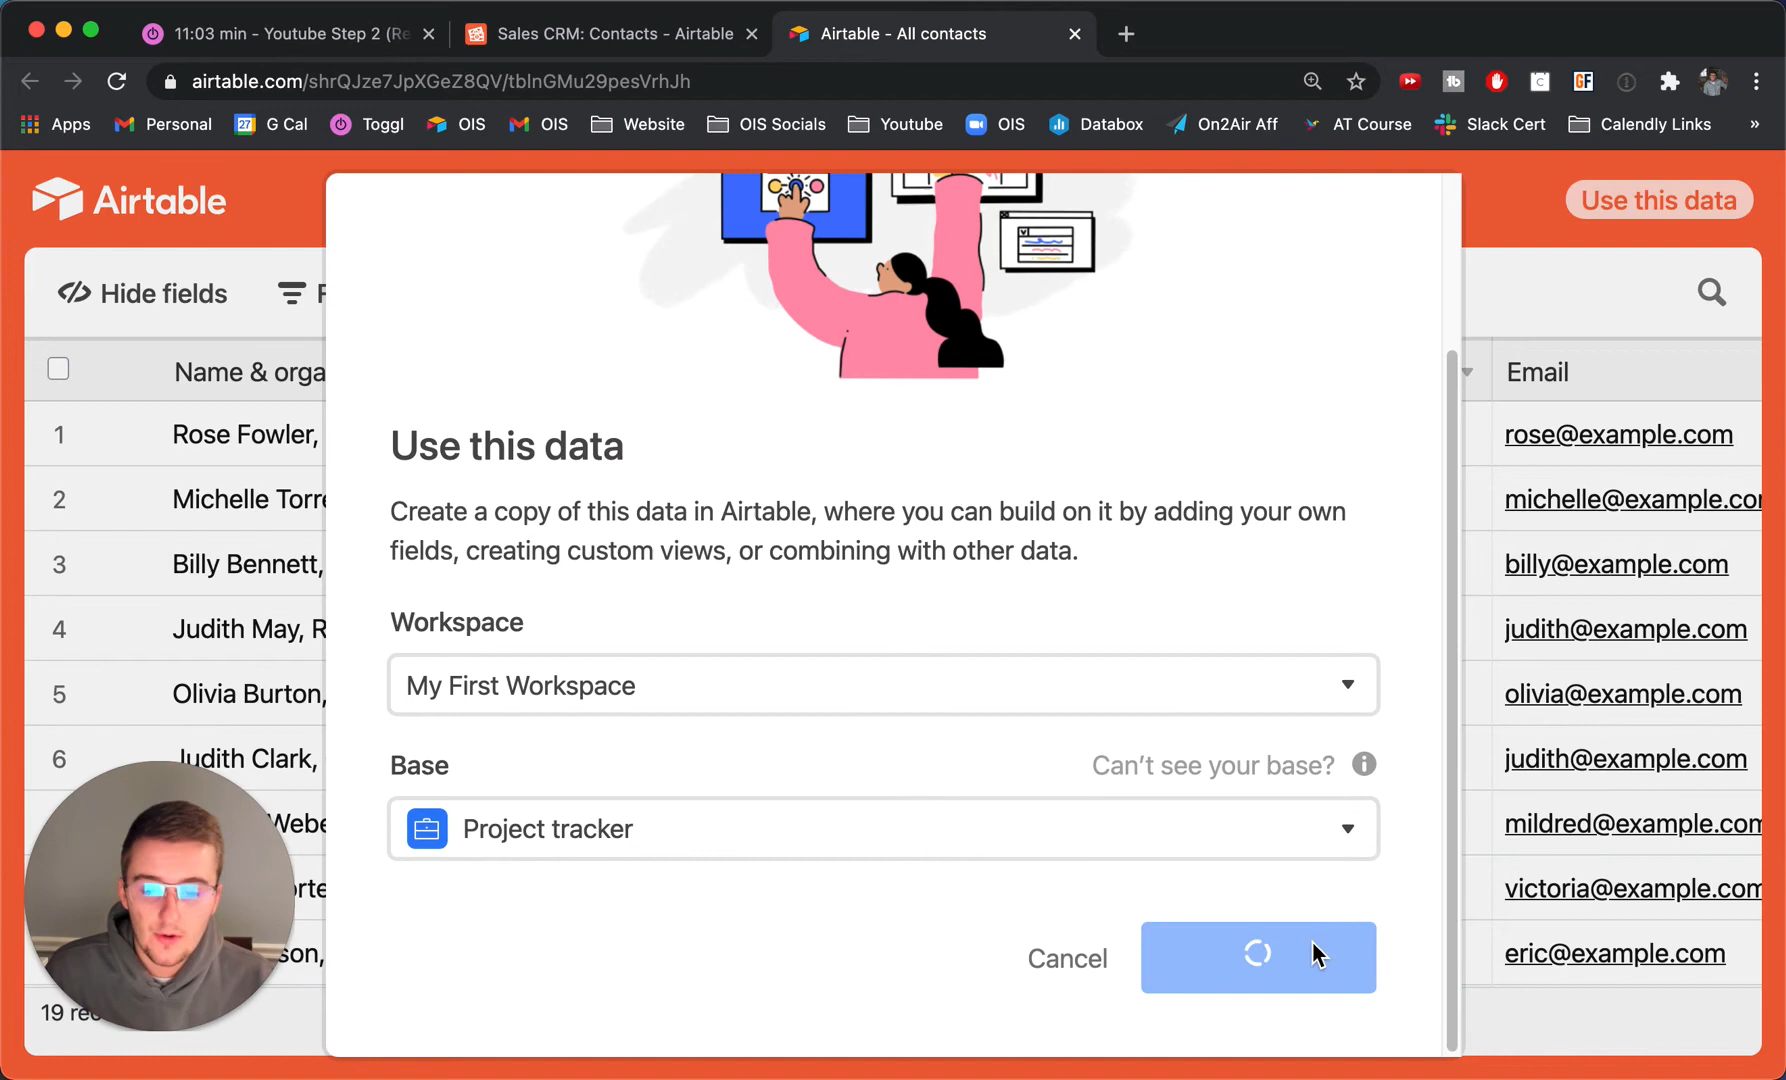 11:03 min - Youtube Step 2 (Re
Sales CRM: Contacts - Airtable
Airtable - All contacts
airtable.com/shrQJze7JpXGeZ8QV/tblnGMu29pesVrhJh
Apps
Personal
27 G Cal
Toggl
OIS
OIS
Website
OIS Socials
Youtube
OIS
Databox
On2Air Aff
AT Course
Slack Cert
Calendly Links
»
Airtable
Use this data
Hide fields
F
Name & orga
Email
1 Rose Fowler, rose@example.com
2 Michelle Torre michelle@example.com
3 Billy Bennett, billy@example.com
4 Judith May, R judith@example.com
5 Olivia Burton, olivia@example.com
6 Judith Clark, judith@example.com
Webe mildred@example.com
orte victoria@example.com
son, eric@example.com
19 rec
Use this data
Create a copy of this data in Airtable, where you can build on it by adding your own
fields, creating custom views, or combining with other data.
Workspace
My First Workspace
Base
Can't see your base?
Project tracker
Cancel